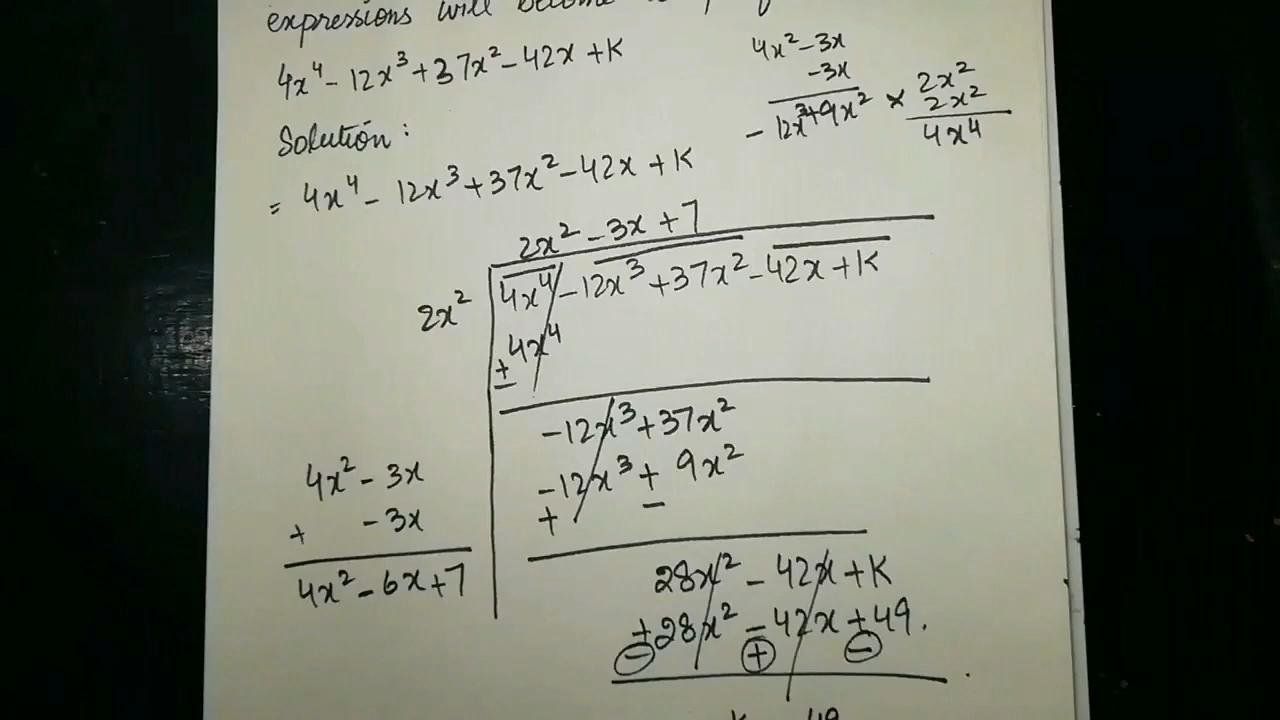 expressions will become
4x⁴ - 12x³ + 37x² - 42x + K
4x² - 3x
- 3x
- 12x³ + 9x² × 2x²
2x²
4x⁴
Solution :
= 4x⁴ - 12x³ + 37x² - 42x + K
2x² - 3x + 7
2x² 4x⁴ - 12x³ + 37x² - 42x + K
± 4x⁴
- 12x³ + 37x²
- 12x³ + 9x²
+ -
4x² - 3x
+ - 3x
4x² - 6x + 7
28x² - 42x + K
+ 28x² - 42x + 49.
- + -